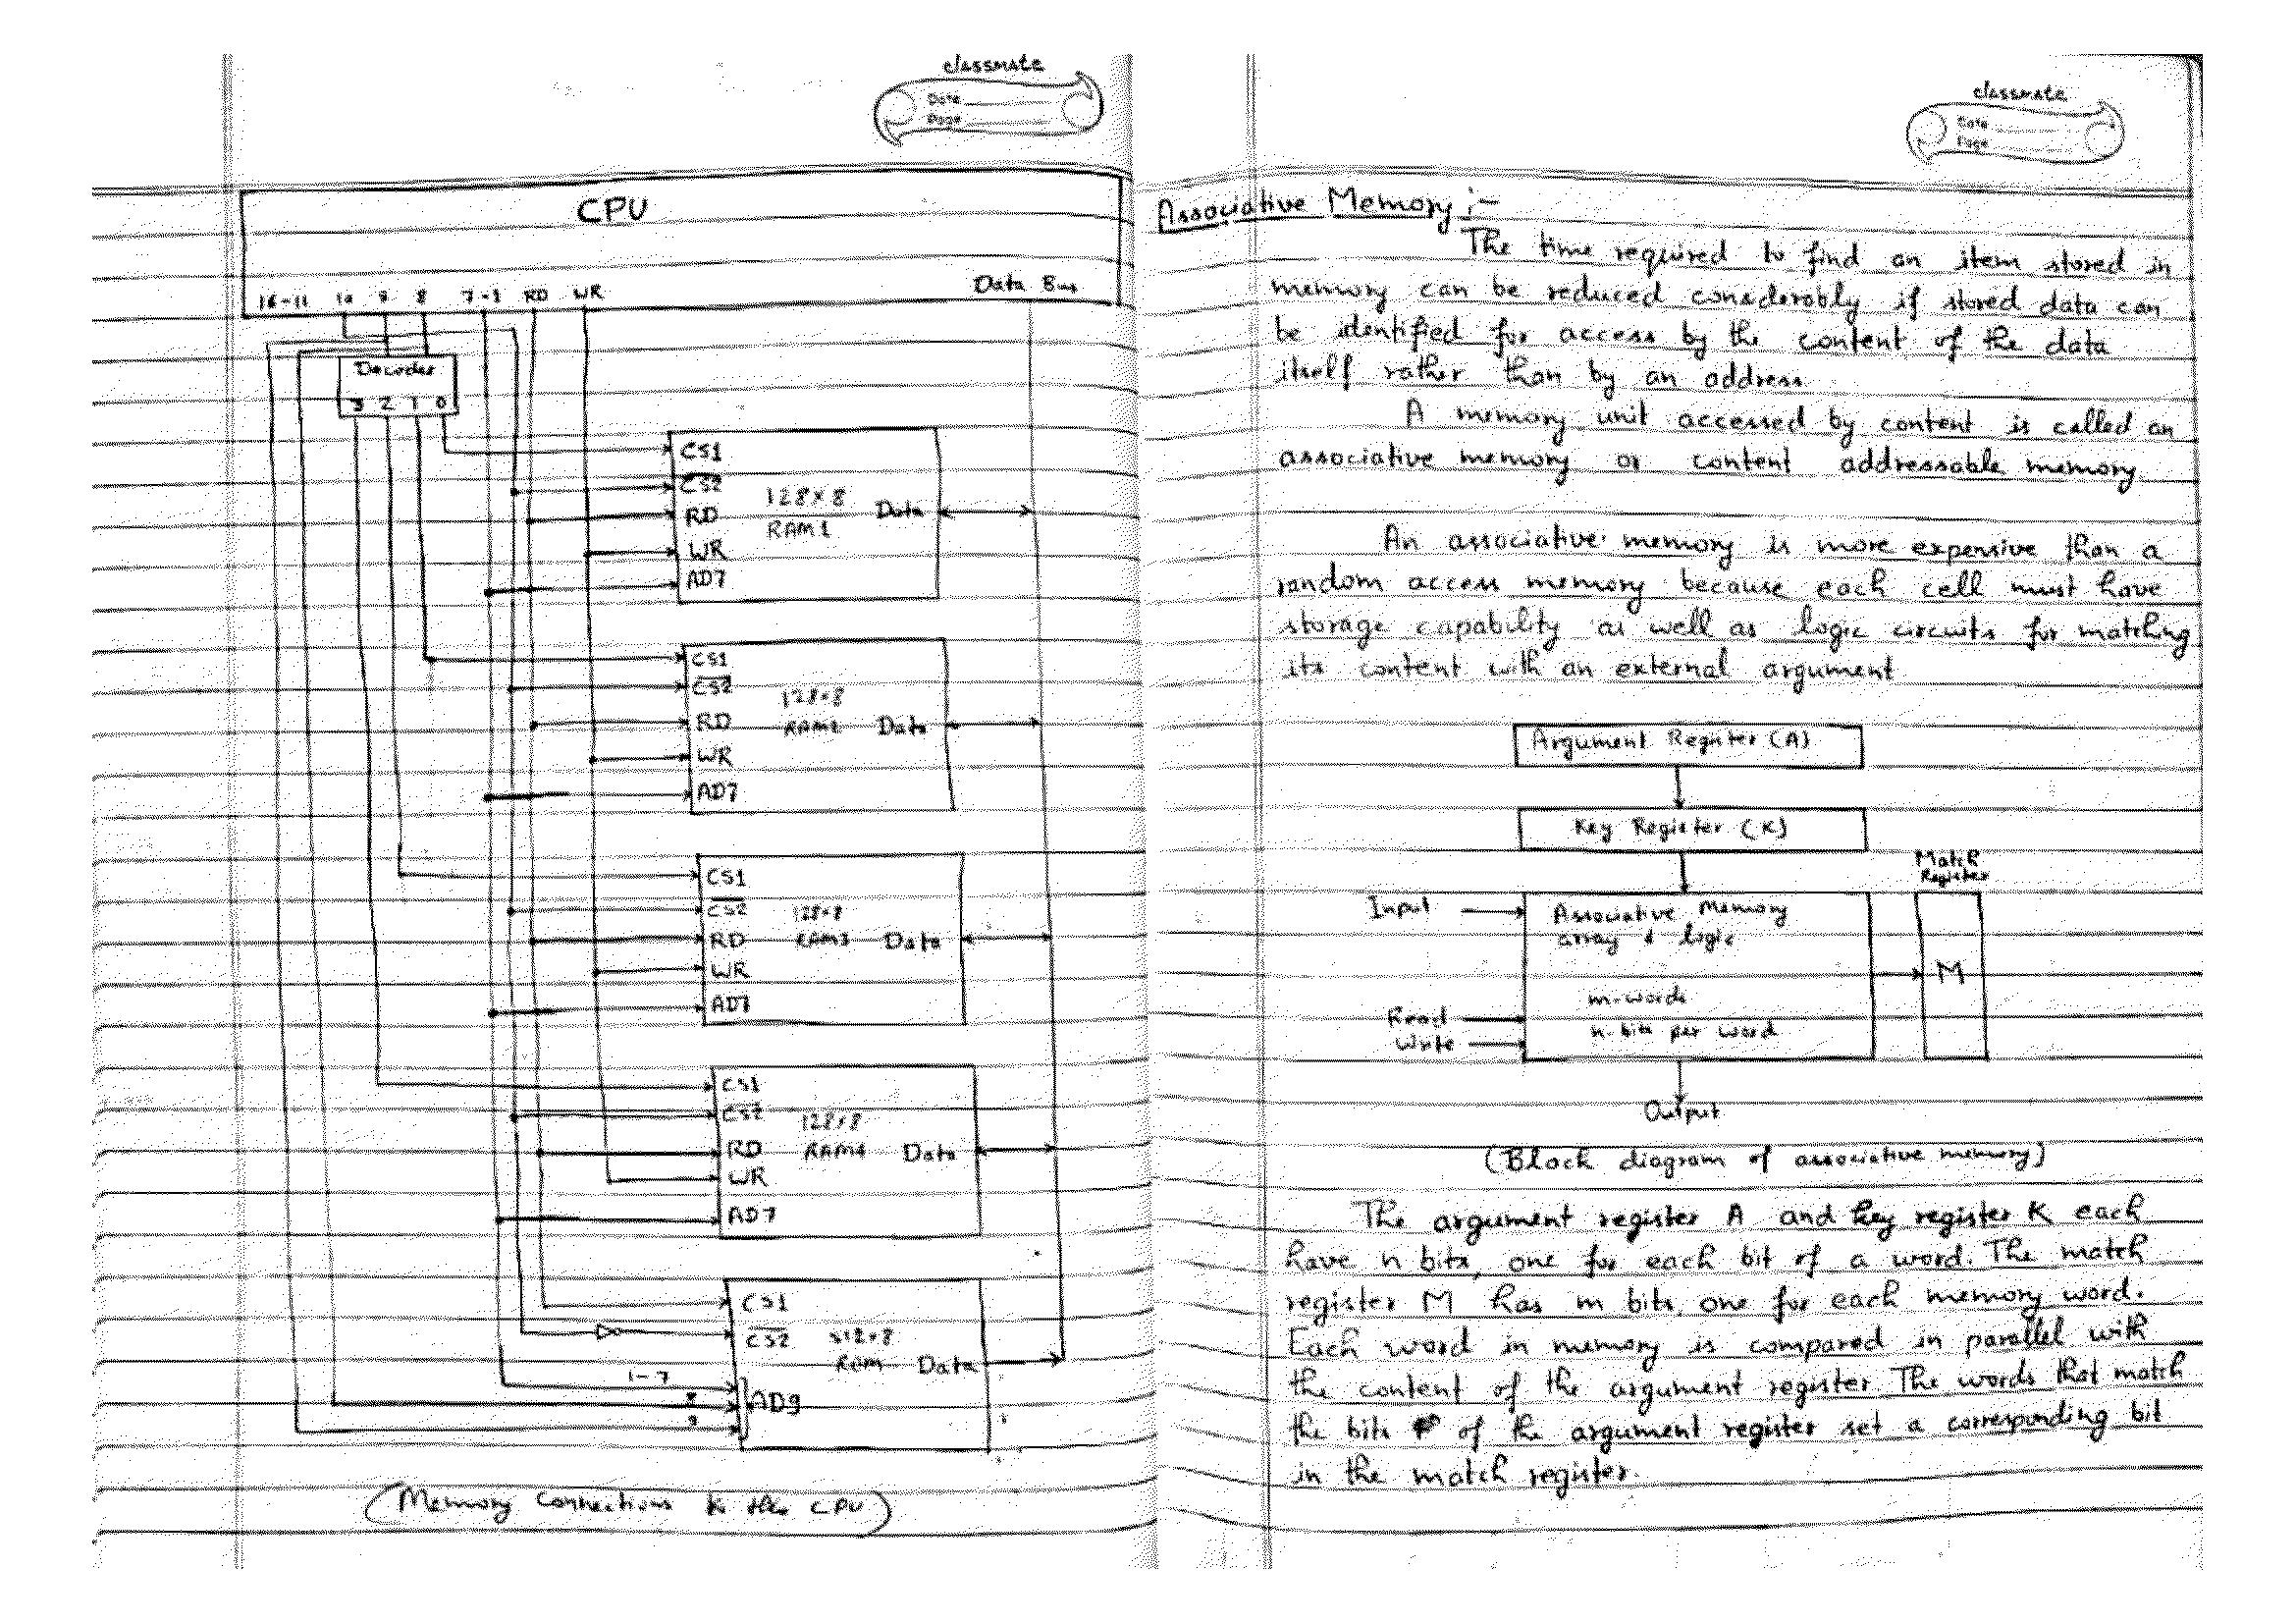 classmate
Date
Page
CPU
16-11 10 9 8 7-1 RD WR Data Bus
Decoder
3 2 1 0
CS1
CS2
RD
WR
AD7
128×8
RAM1
Data
CS1
CS2
RD
WR
AD7
128×8
RAM2
Data
CS1
CS2
RD
WR
AD7
128×8
RAM3
Data
CS1
CS2
RD
WR
AD7
128×8
RAM4
Data
CS1
CS2
512×8
ROM
Data
1-7
8
9
AD9
(Memory Connections to the CPU)
classmate
Date
Page
Associative Memory :-
The time required to find an item stored in
memory can be reduced considerably if stored data can
be identified for access by the content of the data
itself rather than by an address
A memory unit accessed by content is called an
associative memory or content addressable memory
An associative memory is more expensive than a
random access memory because each cell must have
storage capability as well as logic circuits for matching
its content with an external argument
Argument Register (A)
Key Register (K)
Match
Register
Input
Associative Memory
array & logic
M
m-words
n-bits per word
Read
Write
Output
(Block diagram of associative memory)
The argument register A and key register K each
have n bits, one for each bit of a word. The match
register M has m bits, one for each memory word.
Each word in memory is compared in parallel with
the content of the argument register The words that match
the bits of the argument register set a corresponding bit
in the match register.